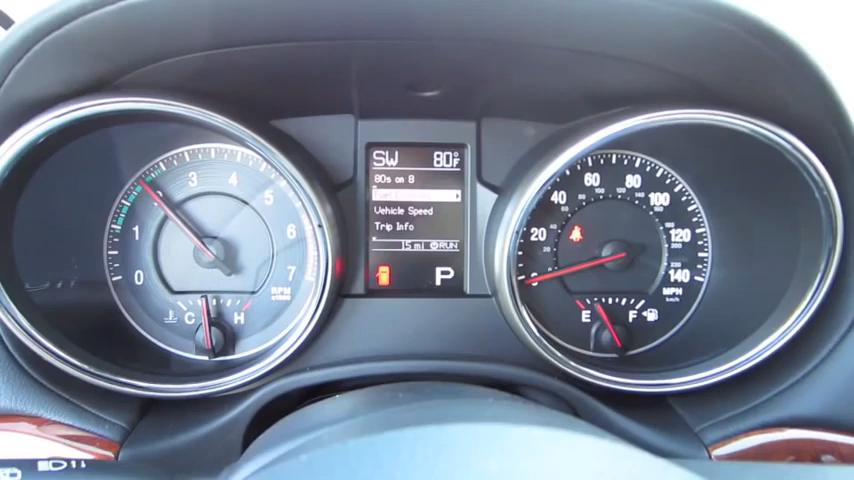 SW 80°F
80s on 8
Vehicle Speed
Trip Info
15 mi RUN
P
0 1 3 4 5 6 7
RPM
x1000
C H
20 40 60 80 100 120 140
MPH
km/h
E F